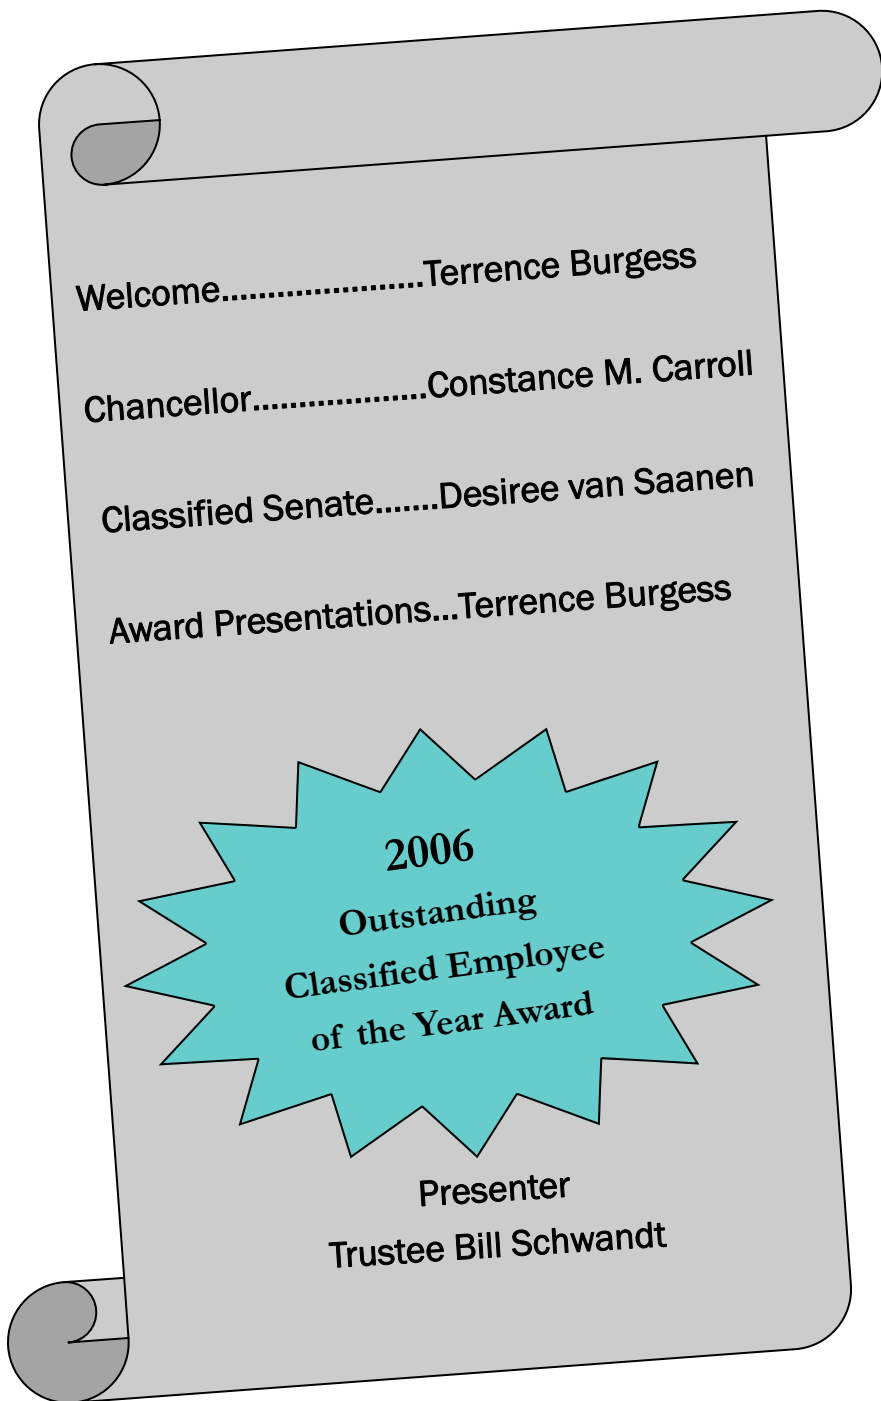 Welcome......................Terrence Burgess
Chancellor...................Constance M. Carroll
Classified Senate.......Desiree van Saanen
Award Presentations...Terrence Burgess
2006
Outstanding
Classified Employee
of the Year Award
Presenter
Trustee Bill Schwandt